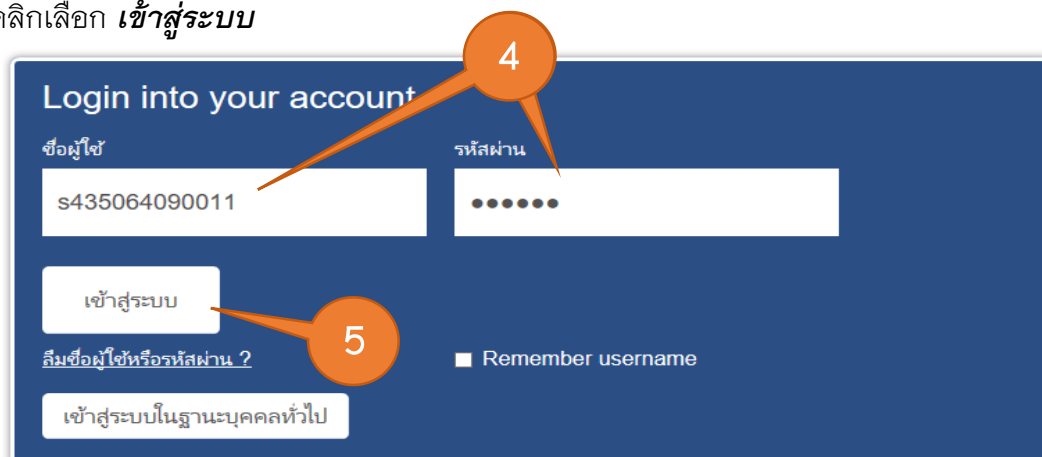 คลิกเลือก เข้าสู่ระบบ
4
Login into your account
ชื่อผู้ใช้ รหัสผ่าน
s435064090011 ●●●●●●
เข้าสู่ระบบ
5
ลืมชื่อผู้ใช้หรือรหัสผ่าน ? Remember username
เข้าสู่ระบบในฐานะบุคคลทั่วไป